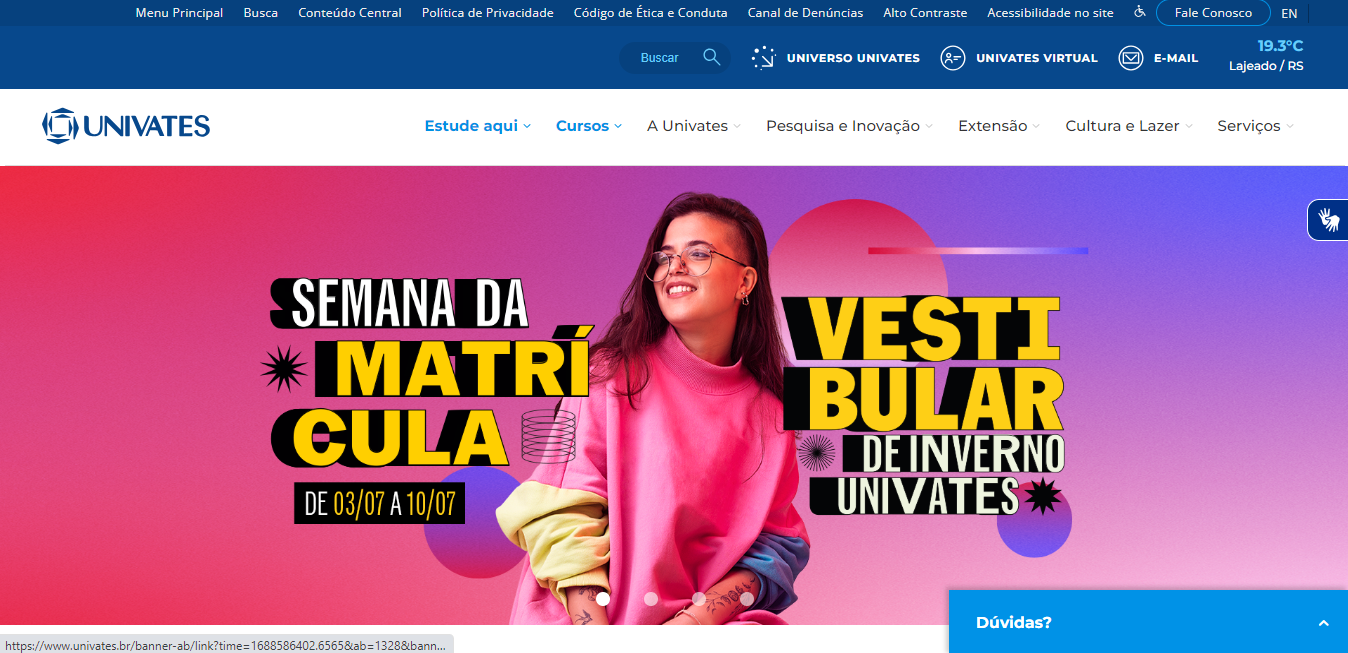 Menu Principal Busca Conteúdo Central Política de Privacidade Código de Ética e Conduta Canal de Denúncias Alto Contraste Acessibilidade no site Fale Conosco EN
Buscar UNIVERSO UNIVATES UNIVATES VIRTUAL E-MAIL
19.3°C
Lajeado / RS
UNIVATES
Estude aqui Cursos A Univates Pesquisa e Inovação Extensão Cultura e Lazer Serviços
SEMANA DA
MATRÍ
CULA
DE 03/07 A 10/07
VESTI
BULAR
DE INVERNO
UNIVATES
Dúvidas?
https://www.univates.br/banner-ab/link?time=1688586402.6565&ab=1328&bann...